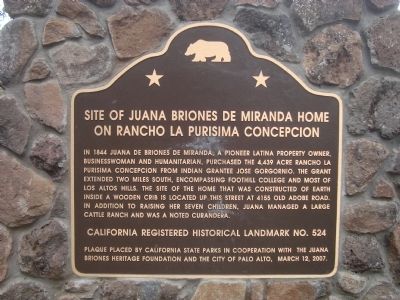 SITE OF JUANA BRIONES DE MIRANDA HOME
ON RANCHO LA PURISIMA CONCEPCION
IN 1844 JUANA DE BRIONES DE MIRANDA, A PIONEER LATINA PROPERTY OWNER,
BUSINESSWOMAN AND HUMANITARIAN, PURCHASED THE 4,439 ACRE RANCHO LA
PURISIMA CONCEPCION FROM INDIAN GRANTEE JOSE GORGORNIO. THE GRANT
EXTENDED TWO MILES SOUTH, ENCOMPASSING FOOTHILL COLLEGE AND MOST OF
LOS ALTOS HILLS. THE SITE OF THE HOME THAT WAS CONSTRUCTED OF EARTH
INSIDE A WOODEN CRIB IS LOCATED UP THIS STREET AT 4155 OLD ADOBE ROAD.
IN ADDITION TO RAISING HER SEVEN CHILDREN, JUANA MANAGED A LARGE
CATTLE RANCH AND WAS A NOTED CURANDERA.
CALIFORNIA REGISTERED HISTORICAL LANDMARK NO. 524
PLAQUE PLACED BY CALIFORNIA STATE PARKS IN COOPERATION WITH THE JUANA
BRIONES HERITAGE FOUNDATION AND THE CITY OF PALO ALTO, MARCH 12, 2007.